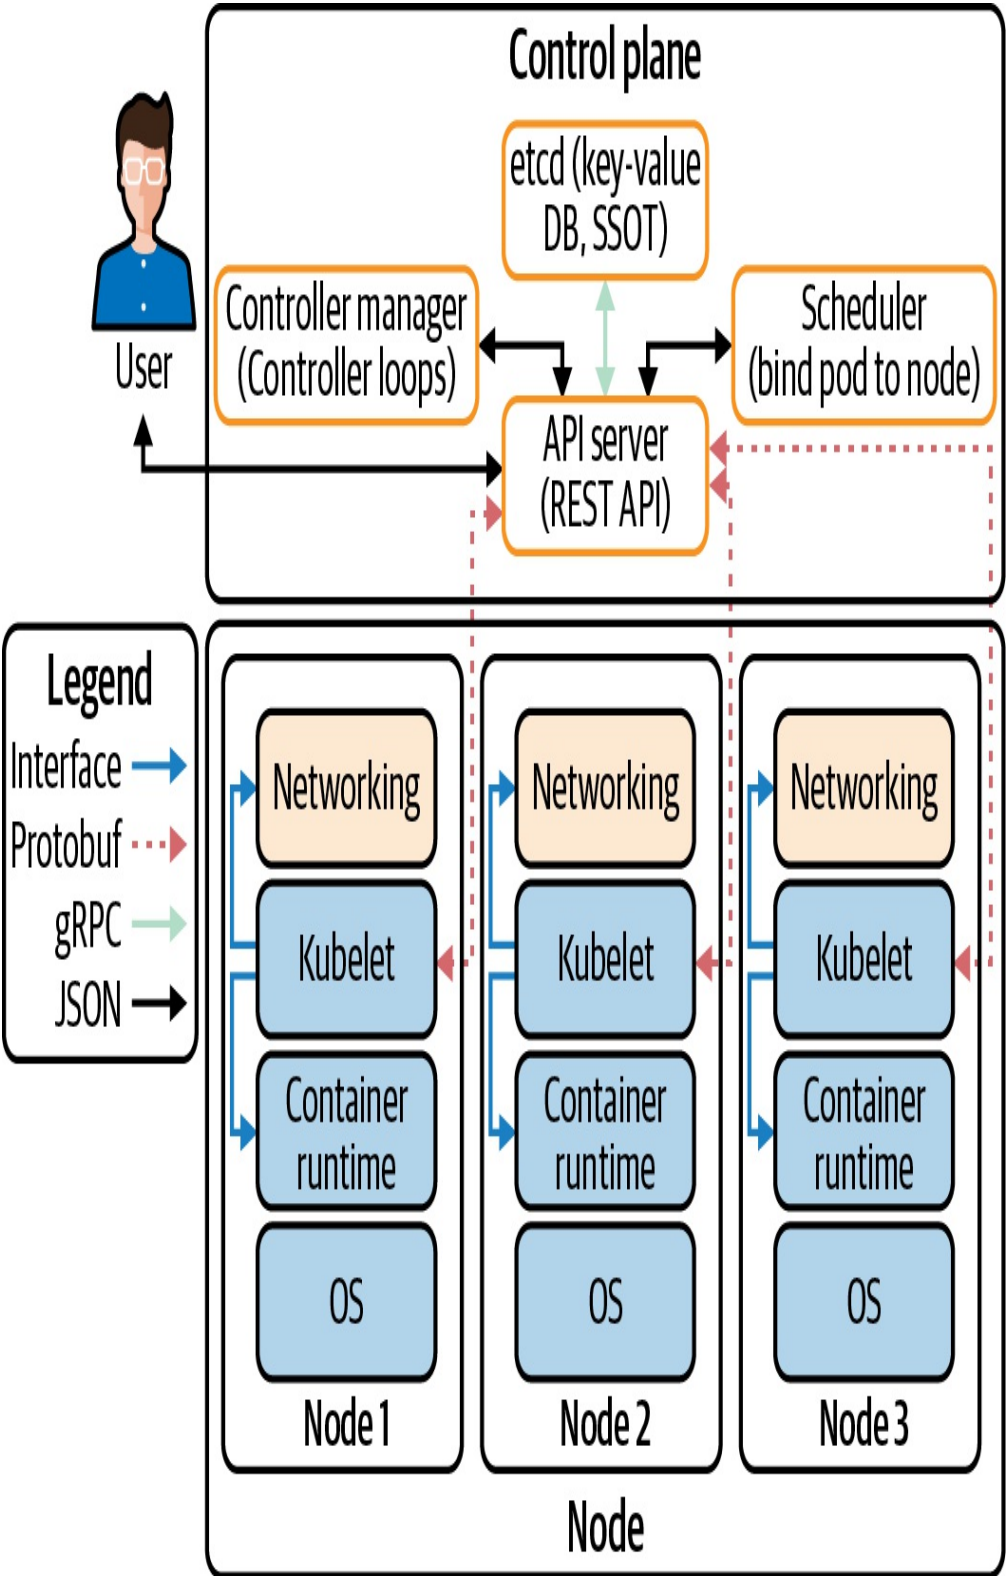 Control plane
etcd (key-value
DB, SSOT)
Controller manager
(Controller loops)
Scheduler
(bind pod to node)
User
API server
(REST API)
Legend
Interface
Protobuf
gRPC
JSON
Networking
Kubelet
Container
runtime
OS
Node 1
Networking
Kubelet
Container
runtime
OS
Node 2
Networking
Kubelet
Container
runtime
OS
Node 3
Node